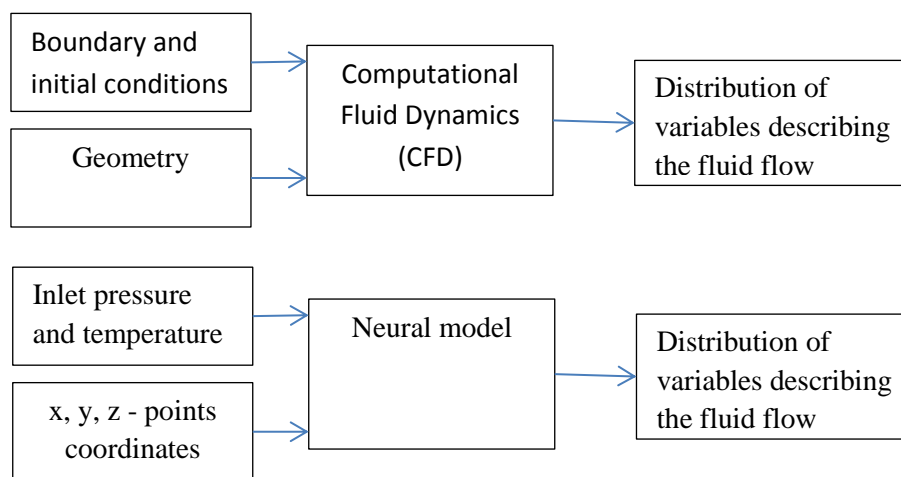 Boundary and
initial conditions
Geometry
Computational
Fluid Dynamics
(CFD)
Distribution of
variables describing
the fluid flow
Inlet pressure
and temperature
x, y, z - points
coordinates
Neural model
Distribution of
variables describing
the fluid flow